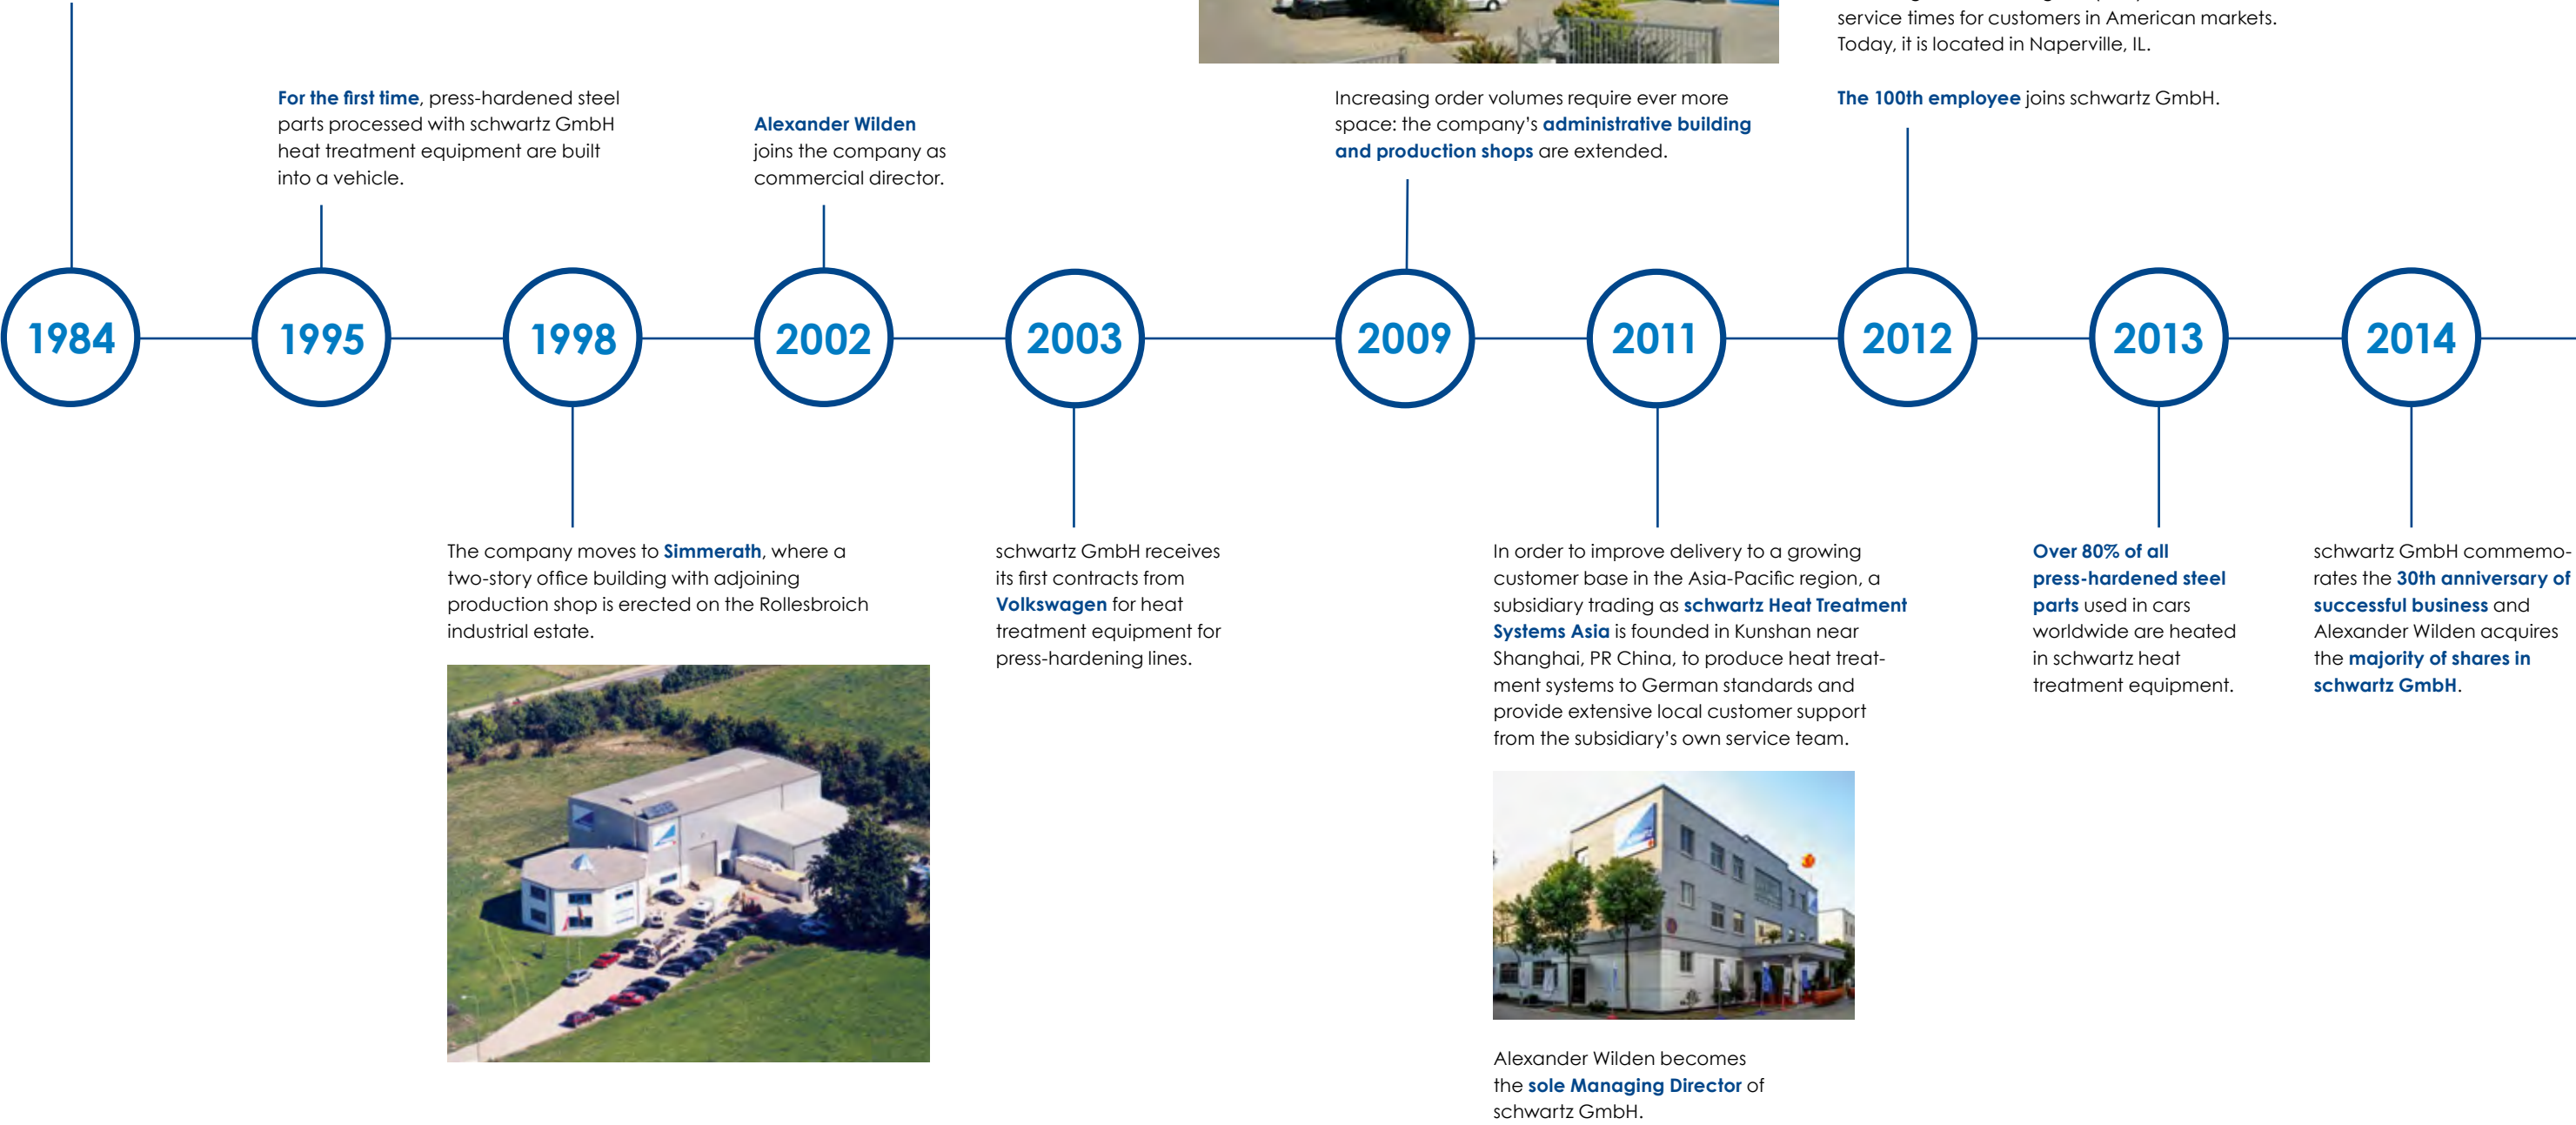 service times for customers in American markets.
Today, it is located in Naperville, IL.
For the first time, press-hardened steel
parts processed with schwartz GmbH
heat treatment equipment are built
into a vehicle.
Alexander Wilden
joins the company as
commercial director.
Increasing order volumes require ever more
space: the company's administrative building
and production shops are extended.
The 100th employee joins schwartz GmbH.
1984
1995
1998
2002
2003
2009
2011
2012
2013
2014
The company moves to Simmerath, where a
two-story office building with adjoining
production shop is erected on the Rollesbroich
industrial estate.
schwartz GmbH receives
its first contracts from
Volkswagen for heat
treatment equipment for
press-hardening lines.
In order to improve delivery to a growing
customer base in the Asia-Pacific region, a
subsidiary trading as schwartz Heat Treatment
Systems Asia is founded in Kunshan near
Shanghai, PR China, to produce heat treat-
ment systems to German standards and
provide extensive local customer support
from the subsidiary's own service team.
Alexander Wilden becomes
the sole Managing Director of
schwartz GmbH.
Over 80% of all
press-hardened steel
parts used in cars
worldwide are heated
in schwartz heat
treatment equipment.
schwartz GmbH commemo-
rates the 30th anniversary of
successful business and
Alexander Wilden acquires
the majority of shares in
schwartz GmbH.